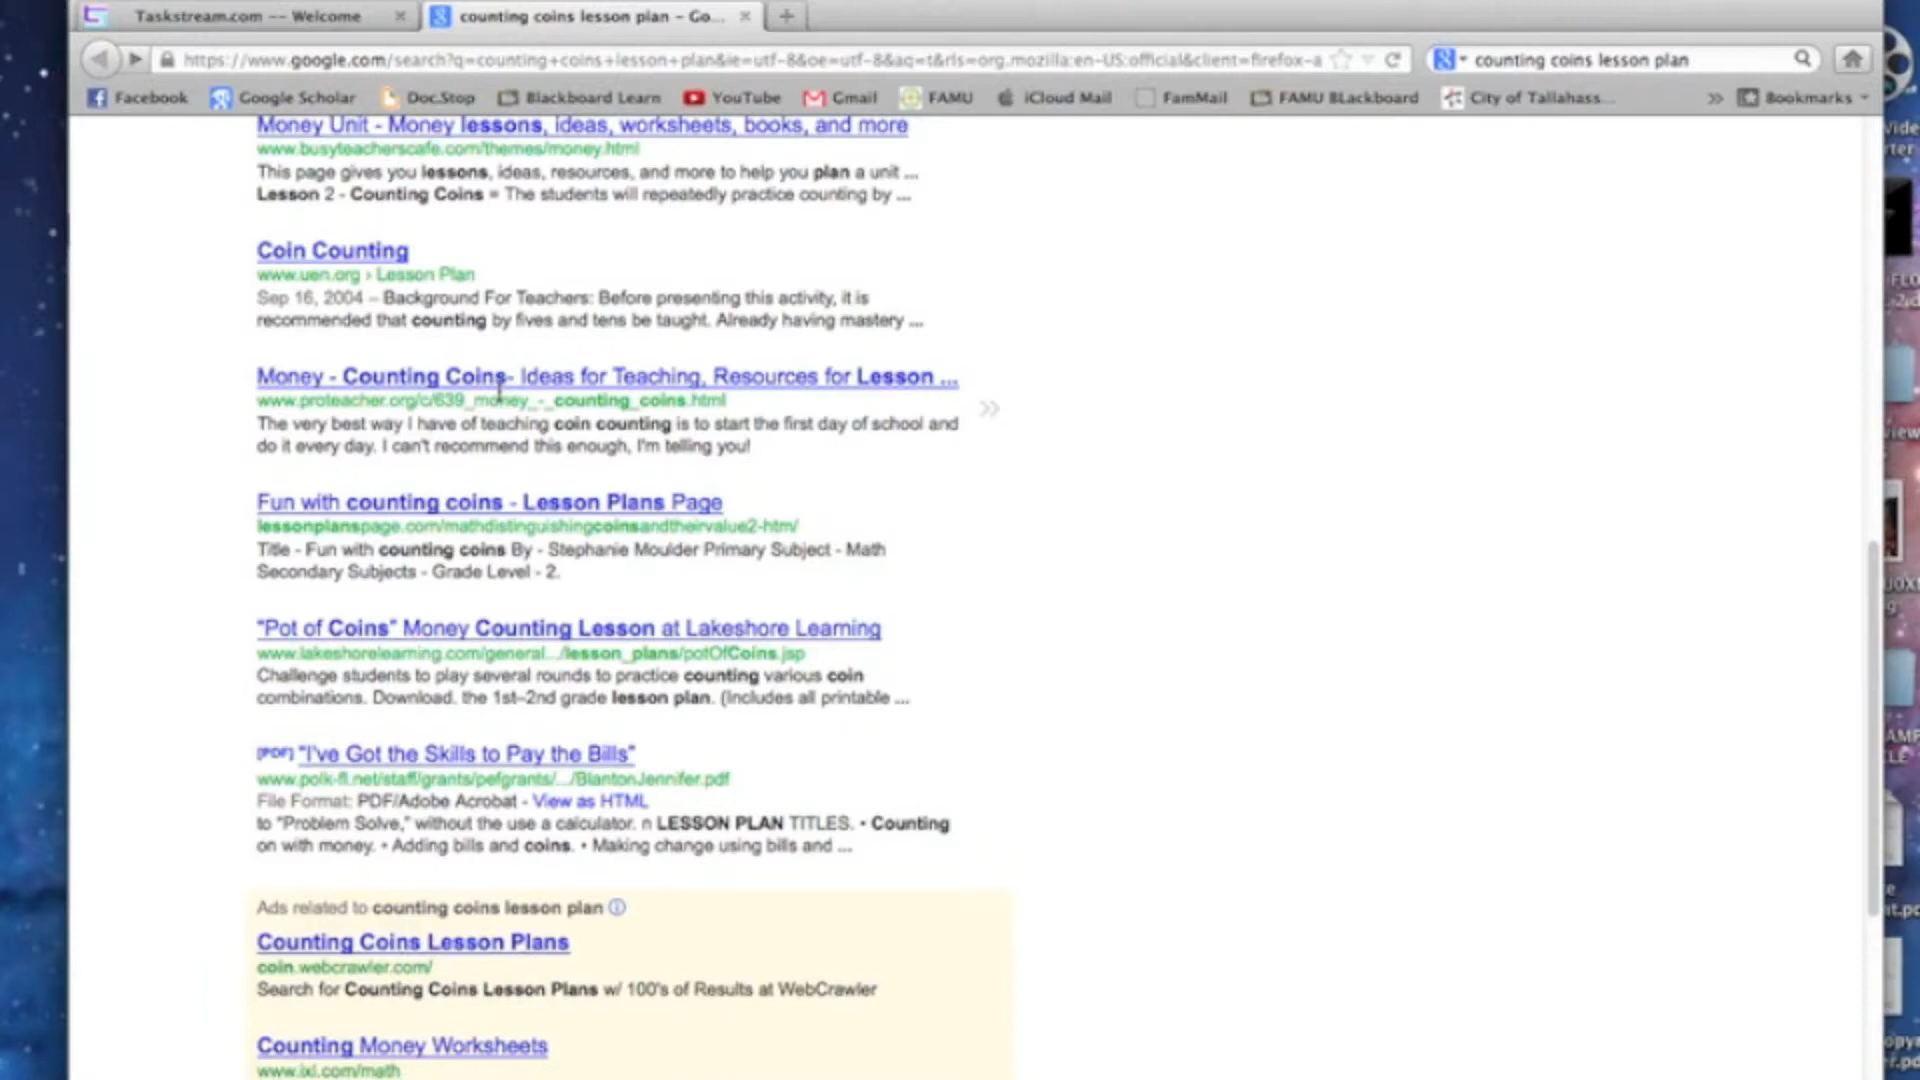 Taskstream.com -- Welcome
counting coins lesson plan - Go...
https://www.google.com/search?q=counting+coins+lesson+plan&ie=utf-8&oe=utf-8&aq=t&rls=org.mozilla:en-US:official&client=firefox-a
counting coins lesson plan
Facebook Google Scholar Doc.Stop Blackboard Learn YouTube Gmail FAMU iCloud Mail FamMail FAMU BLackboard City of Tallahass... Bookmarks
Money Unit - Money lessons, ideas, worksheets, books, and more
www.busyteacherscafe.com/themes/money.html
This page gives you lessons, ideas, resources, and more to help you plan a unit ...
Lesson 2 - Counting Coins = The students will repeatedly practice counting by ...
Coin Counting
www.uen.org › Lesson Plan
Sep 16, 2004 – Background For Teachers: Before presenting this activity, it is
recommended that counting by fives and tens be taught. Already having mastery ...
Money - Counting Coins- Ideas for Teaching, Resources for Lesson ...
www.proteacher.org/c/639_money_-_counting_coins.html
The very best way I have of teaching coin counting is to start the first day of school and
do it every day. I can't recommend this enough, I'm telling you!
Fun with counting coins - Lesson Plans Page
lessonplanspage.com/mathdistinguishingcoinsandtheirvalue2-htm/
Title - Fun with counting coins By - Stephanie Moulder Primary Subject - Math
Secondary Subjects - Grade Level - 2.
"Pot of Coins" Money Counting Lesson at Lakeshore Learning
www.lakeshorelearning.com/general.../lesson_plans/potOfCoins.jsp
Challenge students to play several rounds to practice counting various coin
combinations. Download. the 1st–2nd grade lesson plan. (Includes all printable ...
[PDF] "I've Got the Skills to Pay the Bills"
www.polk-fl.net/staff/grants/pefgrants/.../BlantonJennifer.pdf
File Format: PDF/Adobe Acrobat - View as HTML
to "Problem Solve," without the use a calculator. n LESSON PLAN TITLES. • Counting
on with money. • Adding bills and coins. • Making change using bills and ...
Ads related to counting coins lesson plan
Counting Coins Lesson Plans
coin.webcrawler.com/
Search for Counting Coins Lesson Plans w/ 100's of Results at WebCrawler
Counting Money Worksheets
www.ixl.com/math